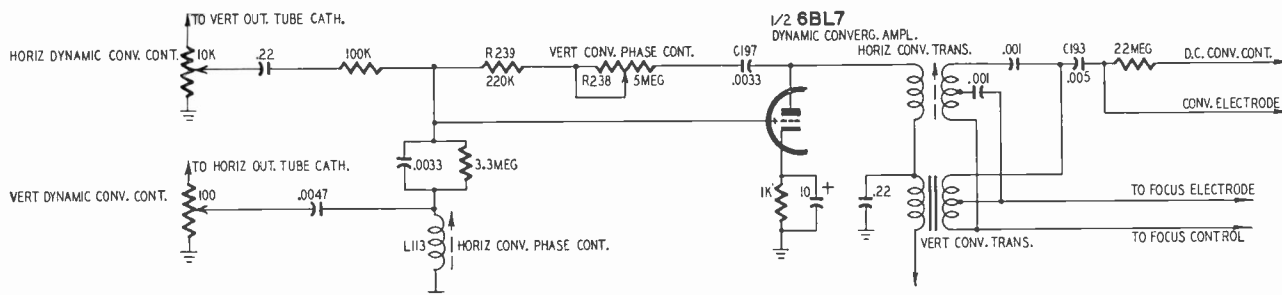 TO VERT OUT. TUBE CATH.
HORIZ DYNAMIC CONV. CONT.
10K
.22
100K
R239
220K
VERT CONV. PHASE CONT.
R238
5MEG
C197
.0033
1/2 6BL7
DYNAMIC CONVERG. AMPL.
HORIZ CONV. TRANS.
.001
.001
C193
.005
22MEG
D.C. CONV. CONT.
CONV. ELECTRODE
.0033
3.3MEG
TO HORIZ OUT. TUBE CATH.
VERT DYNAMIC CONV. CONT.
100
.0047
L113
HORIZ CONV. PHASE CONT.
1K
10
+
.22
VERT CONV. TRANS.
TO FOCUS ELECTRODE
TO FOCUS CONTROL